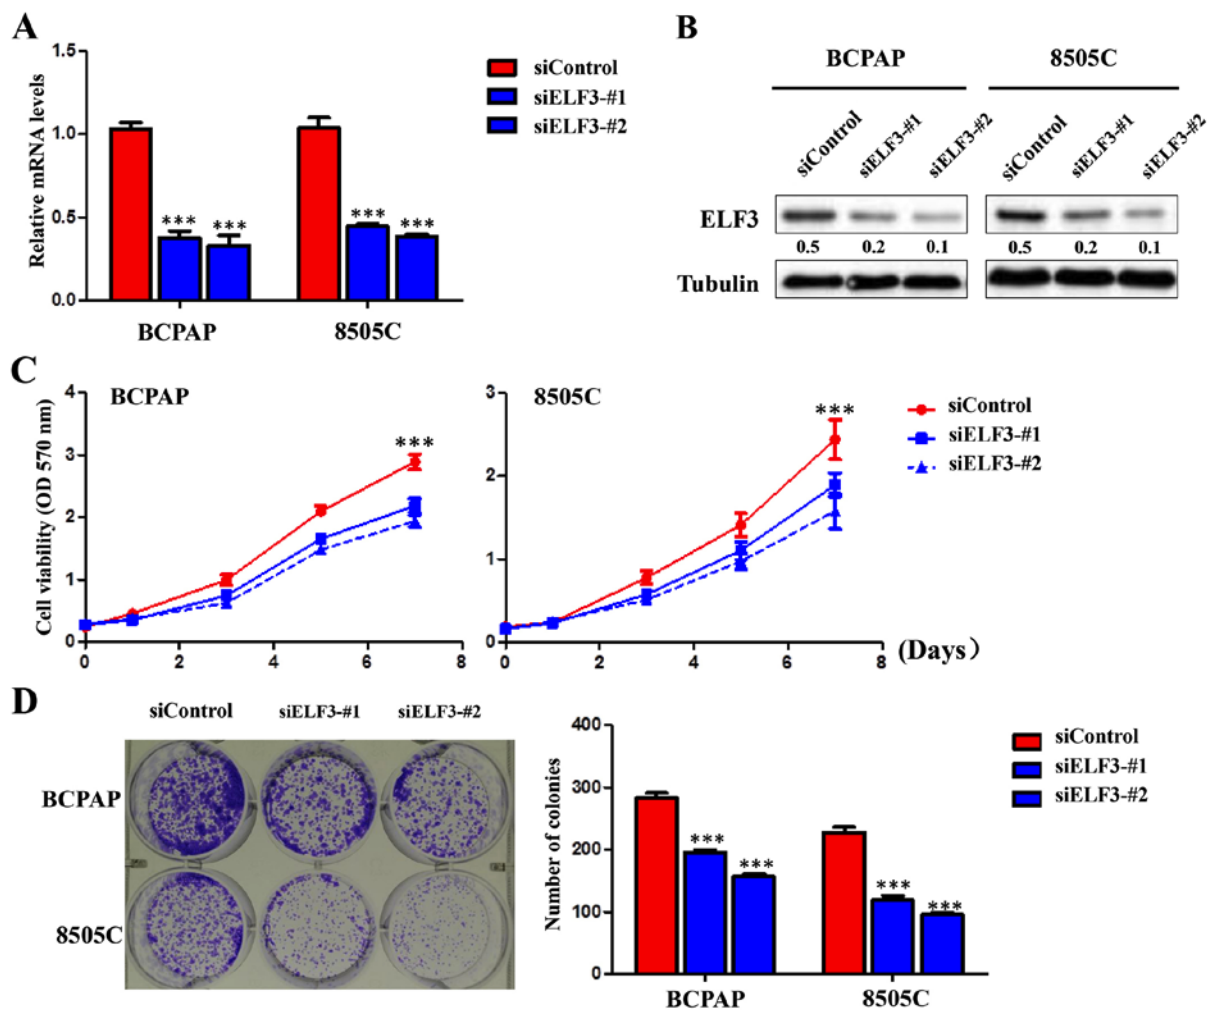 A
Relative mRNA levels
1.5
1.0
0.5
0.0
*** ***
*** ***
BCPAP
8505C
siControl
siELF3-#1
siELF3-#2
B
BCPAP
8505C
siControl
siELF3-#1
siELF3-#2
siControl
siELF3-#1
siELF3-#2
ELF3
0.5 0.2 0.1
0.5 0.2 0.1
Tubulin
C
Cell viability (OD 570 nm)
BCPAP
4
3
2
1
0
0 2 4 6 8
***
8505C
3
2
1
0
0 2 4 6 8
***
(Days)
siControl
siELF3-#1
siELF3-#2
D
siControl siELF3-#1 siELF3-#2
BCPAP
8505C
Number of colonies
400
300
200
100
0
*** ***
*** ***
BCPAP
8505C
siControl
siELF3-#1
siELF3-#2